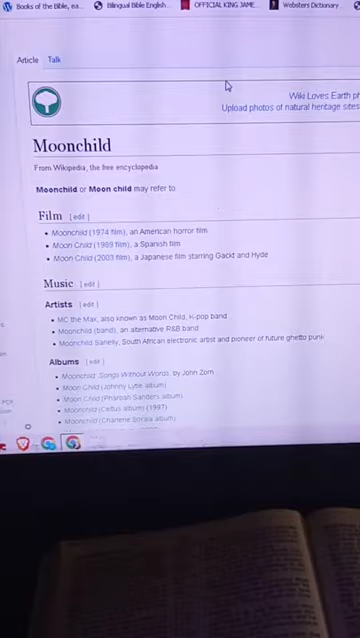 Books of the Bible, ea...
Bilingual Bible English...
OFFICIAL KING JAME...
Websters Dictionary
Article Talk
Wiki Loves Earth
Upload photos of natural heritage sites
Moonchild
From Wikipedia, the free encyclopedia
Moonchild or Moon child may refer to
Film [ edit ]
Moonchild (1974 film), an American horror film
Moon Child (1989 film), a Spanish film
Moon Child (2003 film), a Japanese film starring Gackt and Hyde
Music [ edit ]
Artists [ edit ]
MC the Max, also known as Moon Child, K-pop band
Moonchild (band), an alternative R&B band
Moonchild Sanelly, South African electronic artist and pioneer of future ghetto punk
Albums [ edit ]
Moonchild: Songs Without Words, by John Zorn
Moon Child (Johnny Lytle album)
Moon Child (Pharoah Sanders album)
Moonchild (Celtus album) (1997)
Moonchild (Charlene Soraia album)